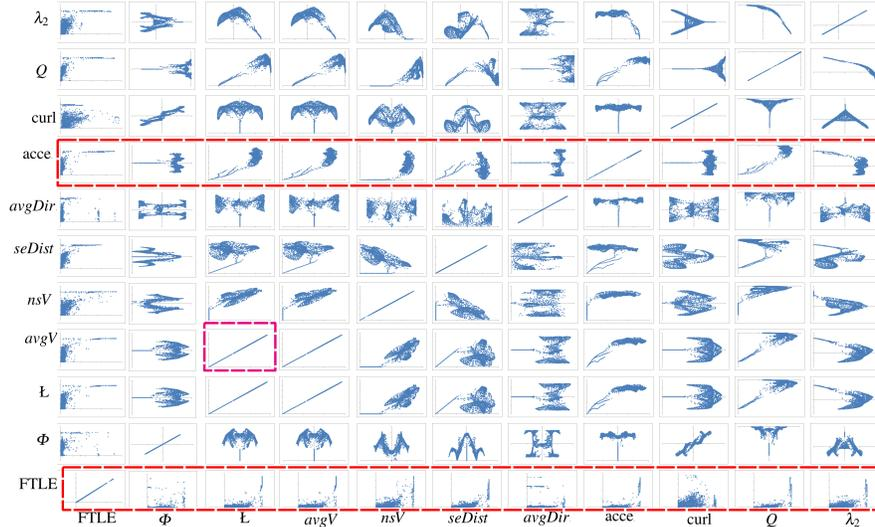 λ2
Q
curl
acce
avgDir
seDist
nsV
avgV
Ł
Φ
FTLE
FTLE Φ Ł avgV nsV seDist avgDir acce curl Q λ2